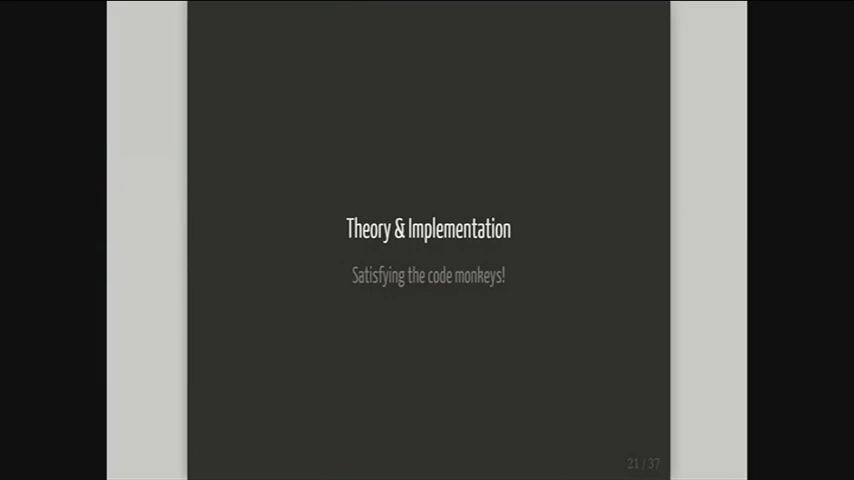 Theory & Implementation
Satisfying the code monkeys!
21 / 37